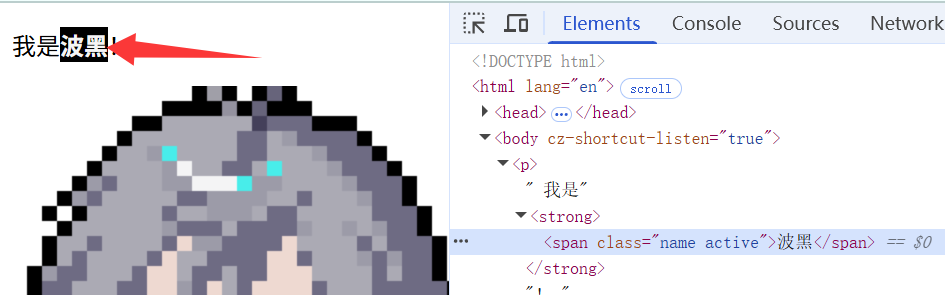 我是波黑！
Elements Console Sources Network
<!DOCTYPE html>
<html lang="en"> scroll
<head> ••• </head>
<body cz-shortcut-listen="true">
<p>
" 我是"
<strong>
••• <span class="name active">波黑</span> == $0
</strong>
"! "